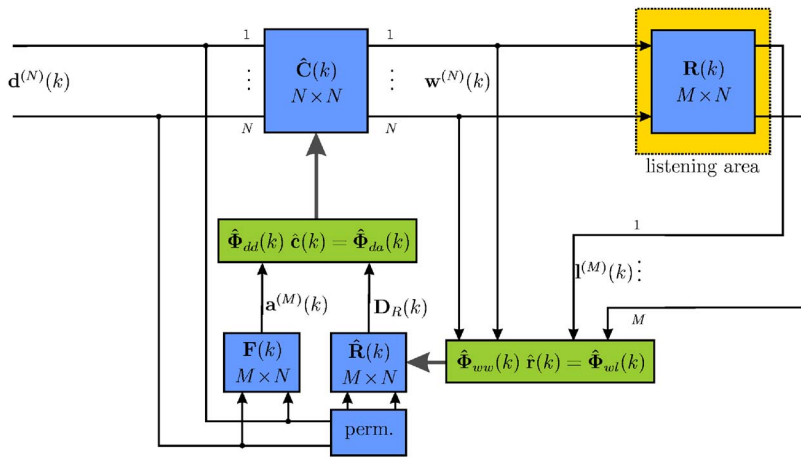 1
1
Ĉ(k)
R(k)
d⁽ᴺ⁾(k)
⋮
⋮
w⁽ᴺ⁾(k)
N × N
M × N
N
N
listening area
1
Φ̂_dd(k) ĉ(k) = Φ̂_da(k)
l⁽ᴹ⁾(k)⋮
a⁽ᴹ⁾(k)
D_R(k)
M
F(k)
R̂(k)
Φ̂_ww(k) r̂(k) = Φ̂_wl(k)
M × N
M × N
perm.